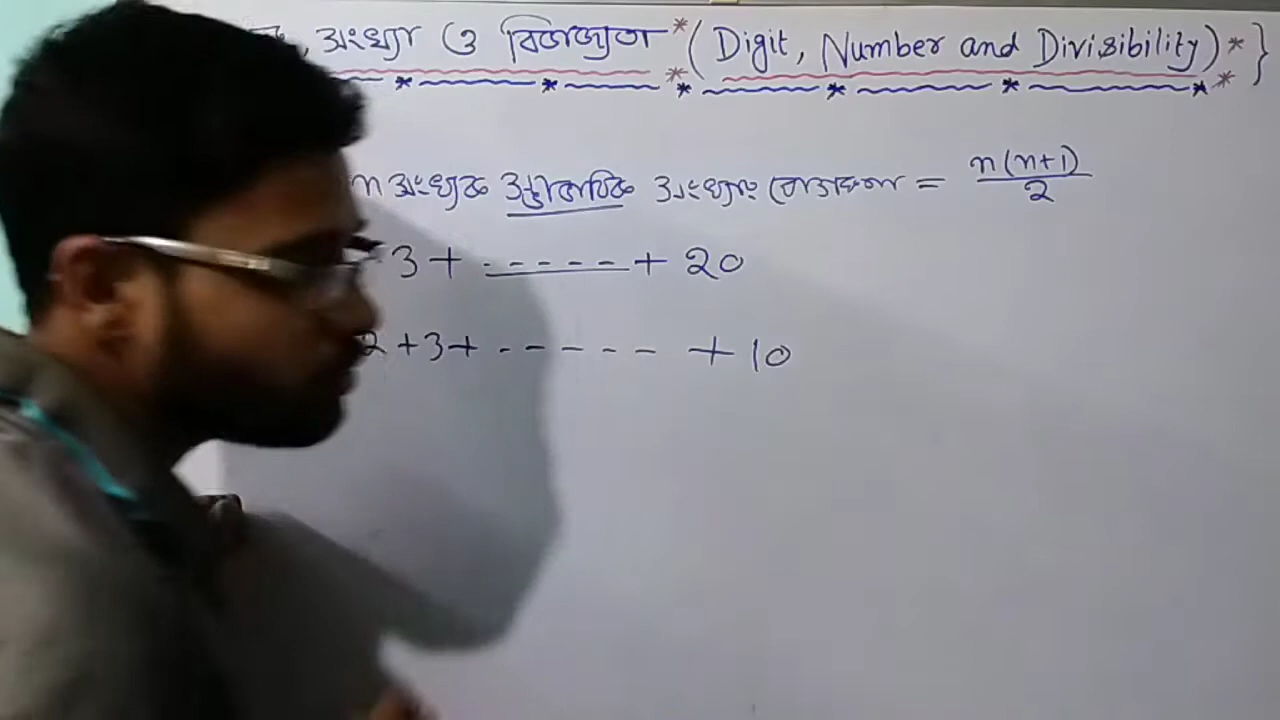 , সংখ্যা ও বিভাজ্যতা * ( Digit, Number and Divisibility ) * }
n সংখ্যক স্বাভাবিক সংখ্যার যোগফল = n(n+1)/2
3 + ----- + 20
2 + 3 + ------ + 10